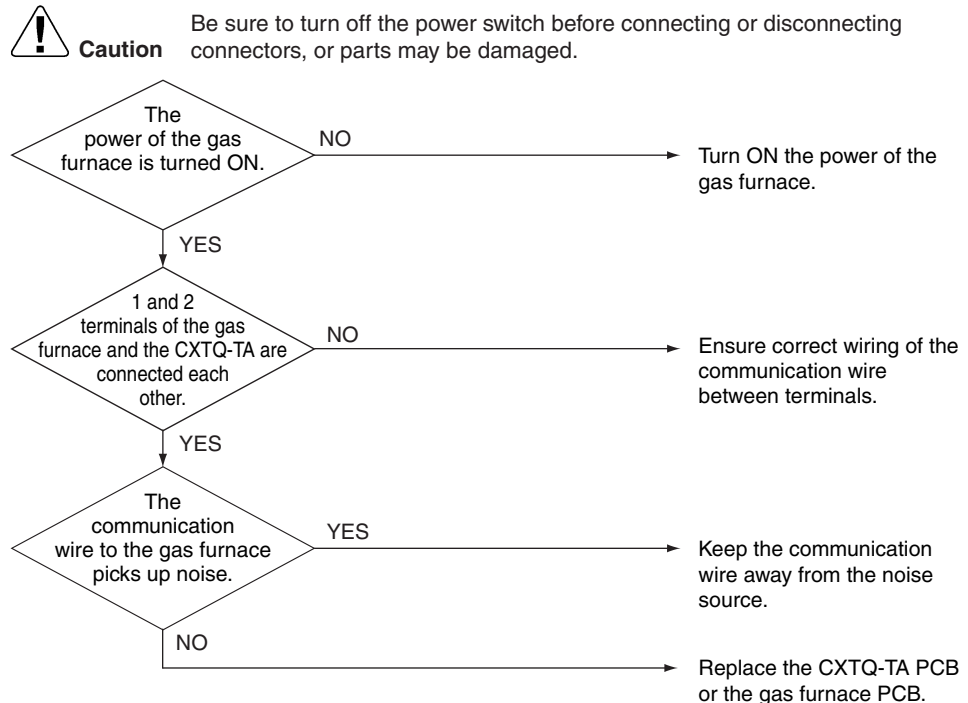 Caution
Be sure to turn off the power switch before connecting or disconnecting
connectors, or parts may be damaged.
The
power of the gas
furnace is turned ON.
NO
Turn ON the power of the
gas furnace.
YES
1 and 2
terminals of the gas
furnace and the CXTQ-TA are
connected each
other.
NO
Ensure correct wiring of the
communication wire
between terminals.
YES
The
communication
wire to the gas furnace
picks up noise.
YES
Keep the communication
wire away from the noise
source.
NO
Replace the CXTQ-TA PCB
or the gas furnace PCB.